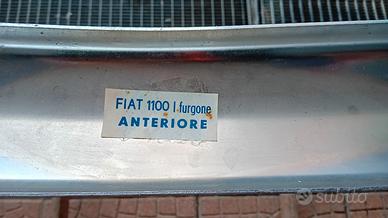 FIAT 1100 I furgone
ANTERIORE
subito